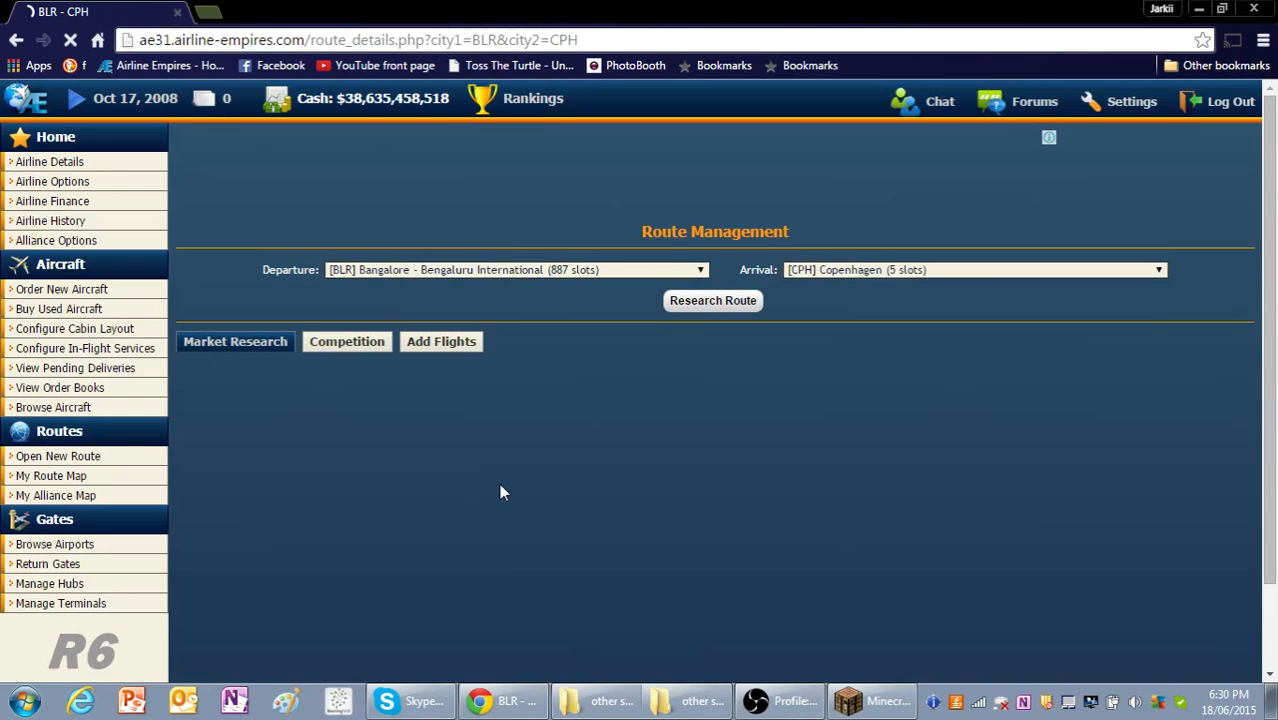 BLR - CPH
Jarkii
ae31.airline-empires.com/route_details.php?city1=BLR&city2=CPH
Apps
f
Airline Empires - Ho...
Facebook
YouTube front page
Toss The Turtle - Un...
PhotoBooth
Bookmarks
Bookmarks
Other bookmarks
AE
Oct 17, 2008
0
Cash: $38,635,458,518
Rankings
Chat
Forums
Settings
Log Out
Home
Airline Details
Airline Options
Airline Finance
Airline History
Alliance Options
Aircraft
Order New Aircraft
Buy Used Aircraft
Configure Cabin Layout
Configure In-Flight Services
View Pending Deliveries
View Order Books
Browse Aircraft
Routes
Open New Route
My Route Map
My Alliance Map
Gates
Browse Airports
Return Gates
Manage Hubs
Manage Terminals
R6
Route Management
Departure: [BLR] Bangalore - Bengaluru International (887 slots)
Arrival: [CPH] Copenhagen (5 slots)
Research Route
Market Research
Competition
Add Flights
Skype...
BLR - ...
other s...
other s...
Profile:...
Minecr...
6:30 PM
18/06/2015